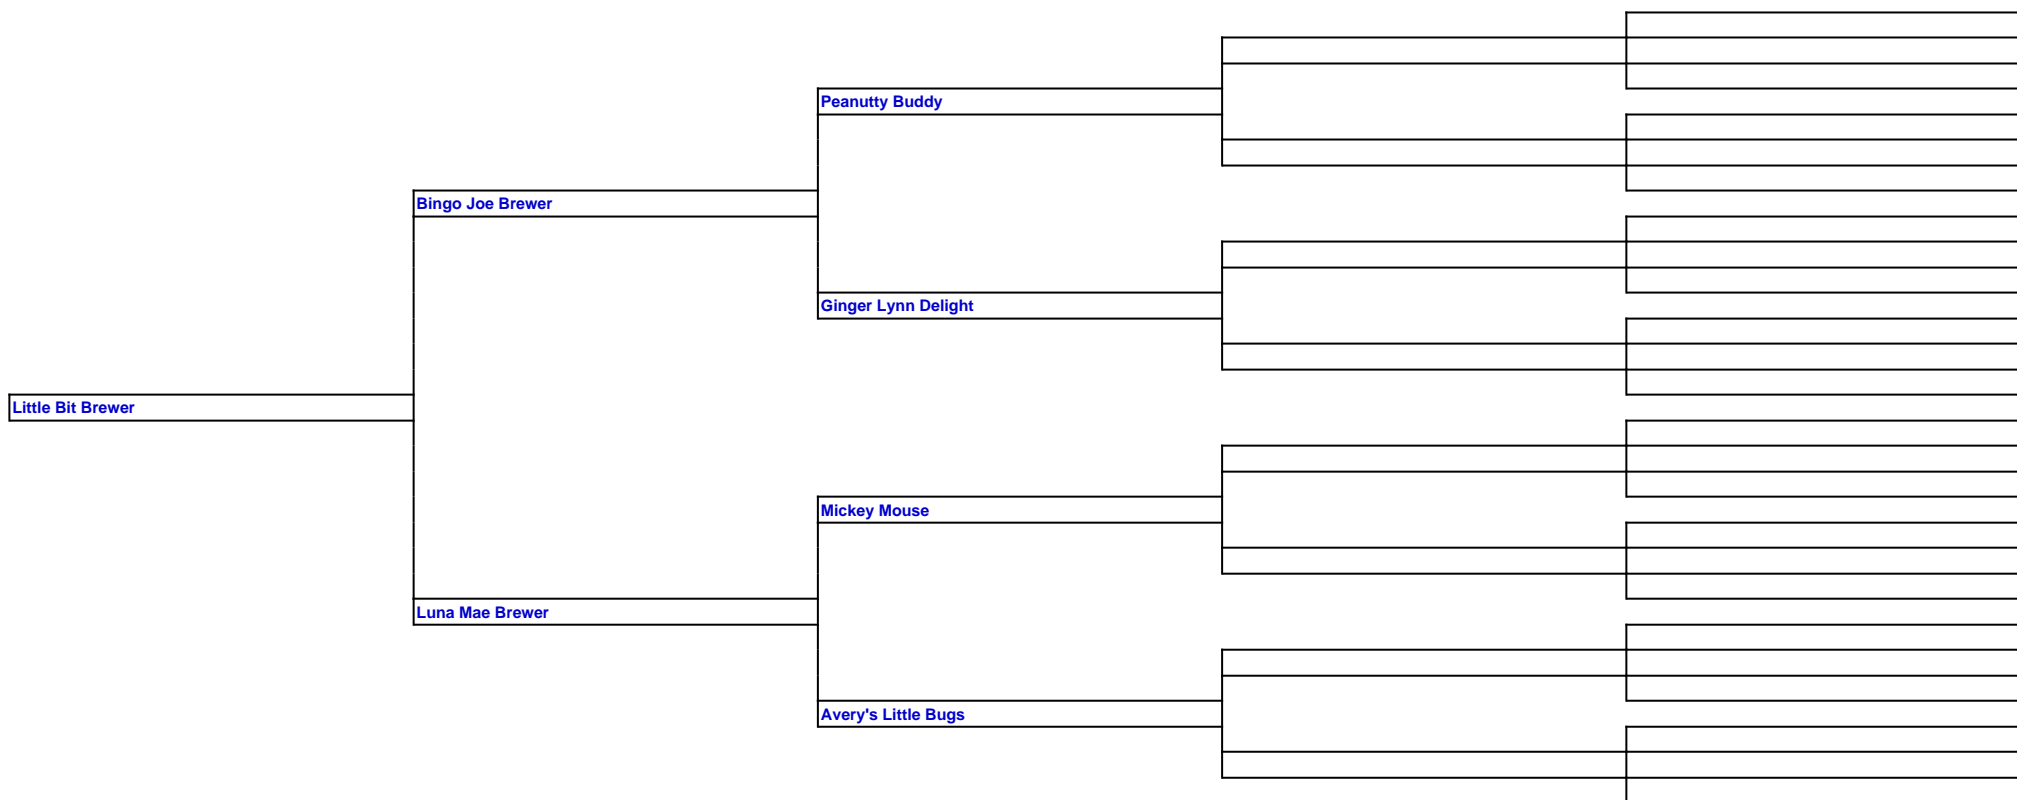 Peanutty Buddy
Bingo Joe Brewer
Ginger Lynn Delight
Little Bit Brewer
Mickey Mouse
Luna Mae Brewer
Avery's Little Bugs